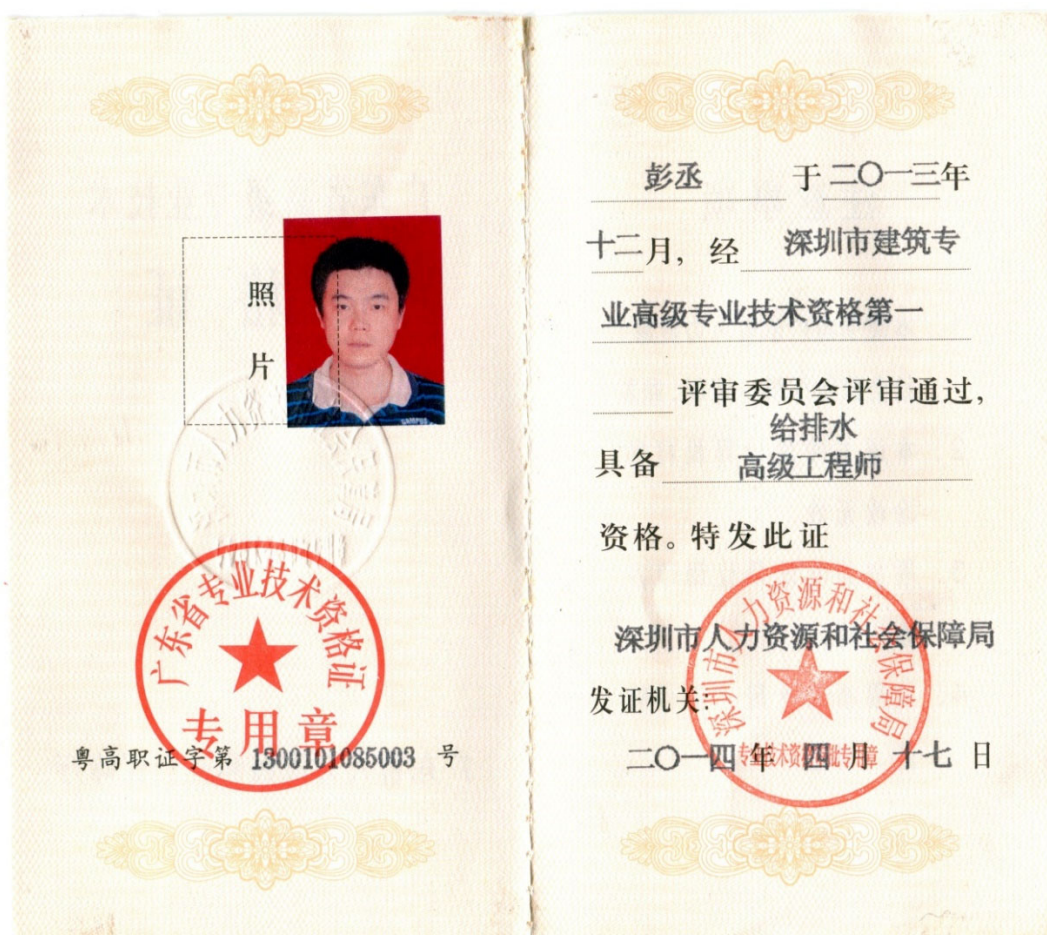 照
片
广东省专业技术资格证
专用章
粤高职证字第 1300101085003 号
彭丞 于二〇一三年
十二月，经 深圳市建筑专
业高级专业技术资格第一
评审委员会评审通过，
给排水
具备 高级工程师
资格。特发此证
深圳市人力资源和社会保障局
深圳市人力资源和社会保障局
发证机关：
二〇一四年 四月 十七 日